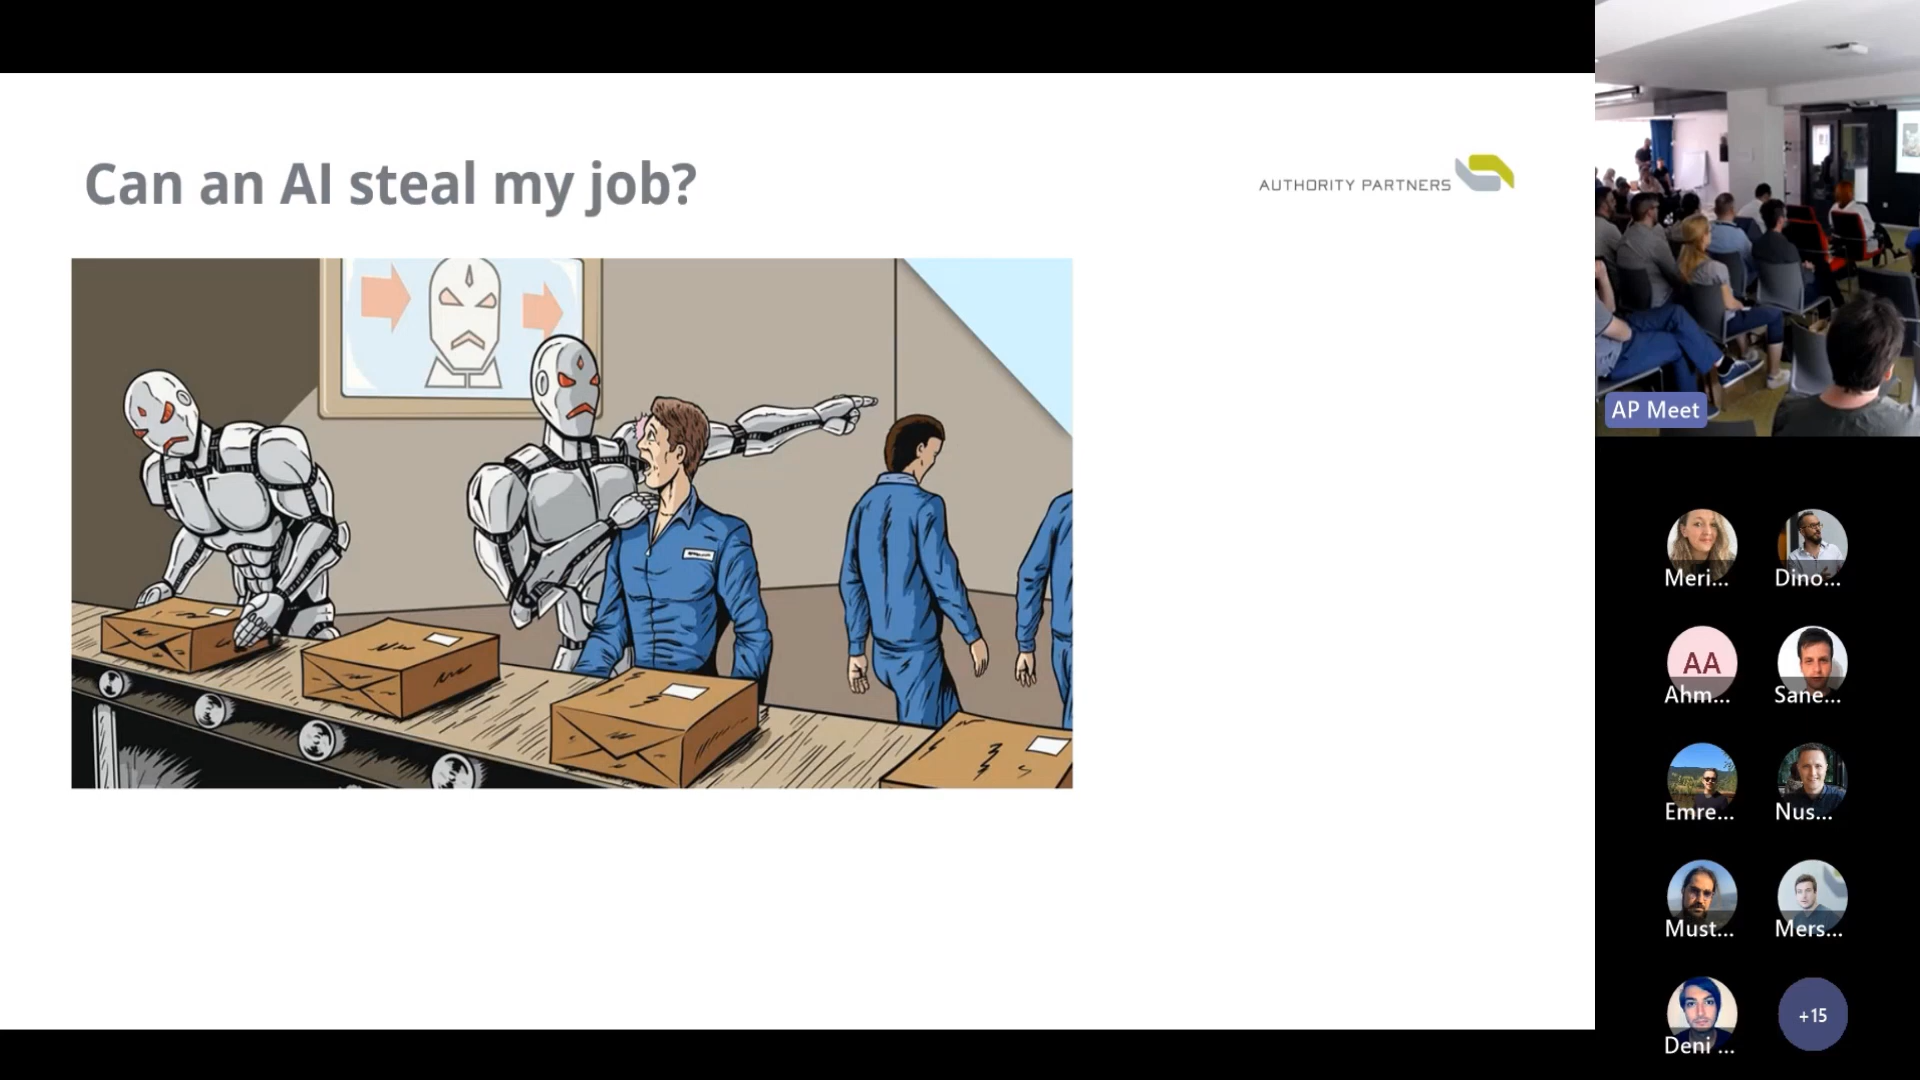 Can an AI steal my job?
AUTHORITY PARTNERS
AP Meet
Meri...
Dino...
AA
Ahm...
Sane...
Emre...
Nus...
Must...
Mers...
Deni ...
+15